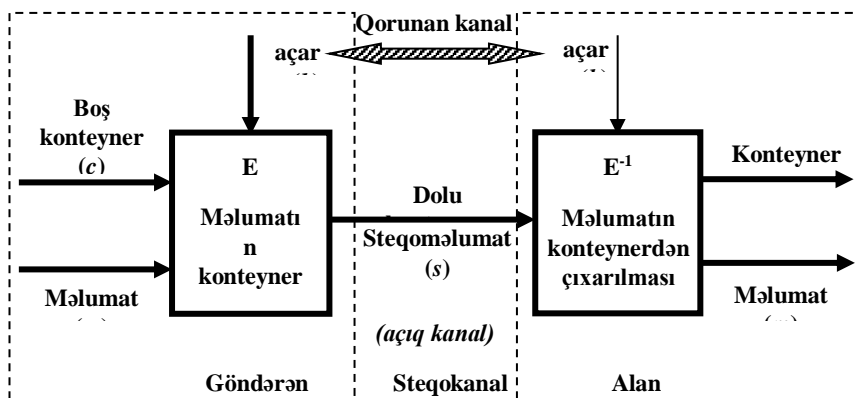 Qorunan kanal
açar
açar
Boş
konteyner
(c)
E
Məlumatı
n
konteyner
Məlumat
Dolu
Steqoməlumat
(s)
(açıq kanal)
E-1
Məlumatın
konteynerdən
çıxarılması
Konteyner
Məlumat
Göndərən
Steqokanal
Alan